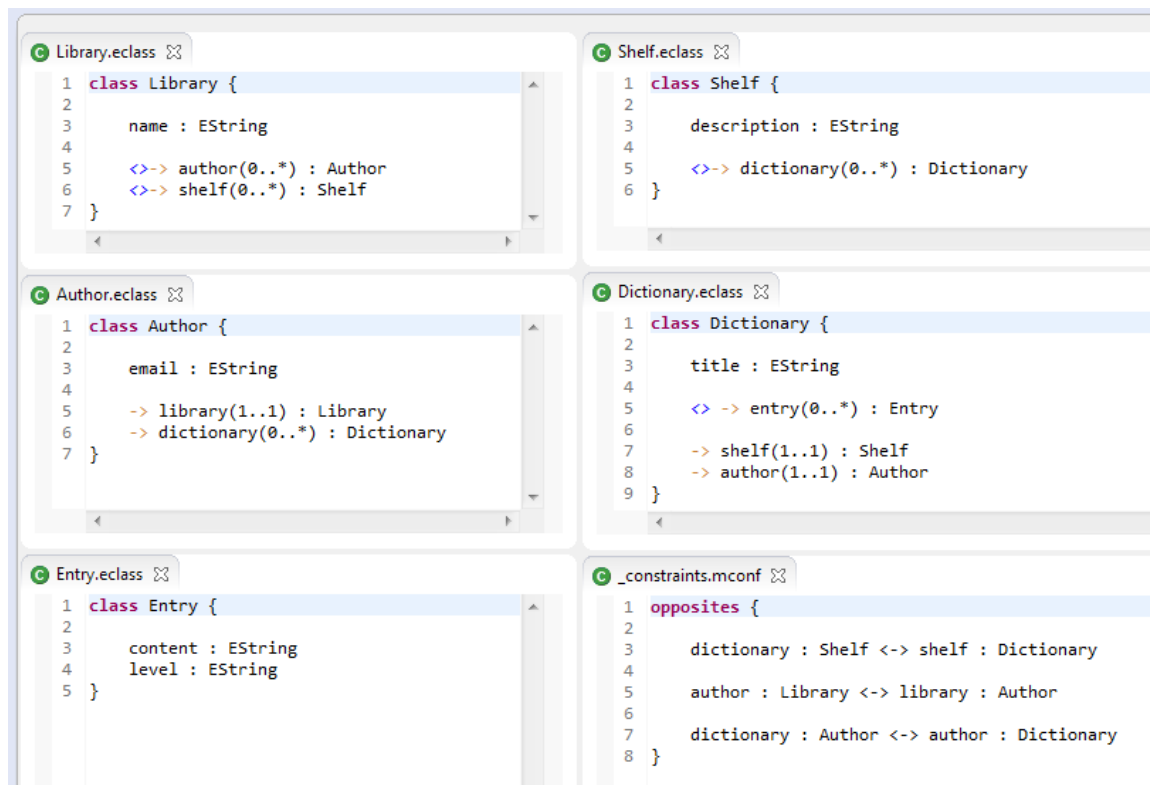 Library.eclass
1 class Library {
2
3 name : EString
4
5 <>-> author(0..*) : Author
6 <>-> shelf(0..*) : Shelf
7 }
Shelf.eclass
1 class Shelf {
2
3 description : EString
4
5 <>-> dictionary(0..*) : Dictionary
6 }
Author.eclass
1 class Author {
2
3 email : EString
4
5 -> library(1..1) : Library
6 -> dictionary(0..*) : Dictionary
7 }
Dictionary.eclass
1 class Dictionary {
2
3 title : EString
4
5 <> -> entry(0..*) : Entry
6
7 -> shelf(1..1) : Shelf
8 -> author(1..1) : Author
9 }
Entry.eclass
1 class Entry {
2
3 content : EString
4 level : EString
5 }
_constraints.mconf
1 opposites {
2
3 dictionary : Shelf <-> shelf : Dictionary
4
5 author : Library <-> library : Author
6
7 dictionary : Author <-> author : Dictionary
8 }